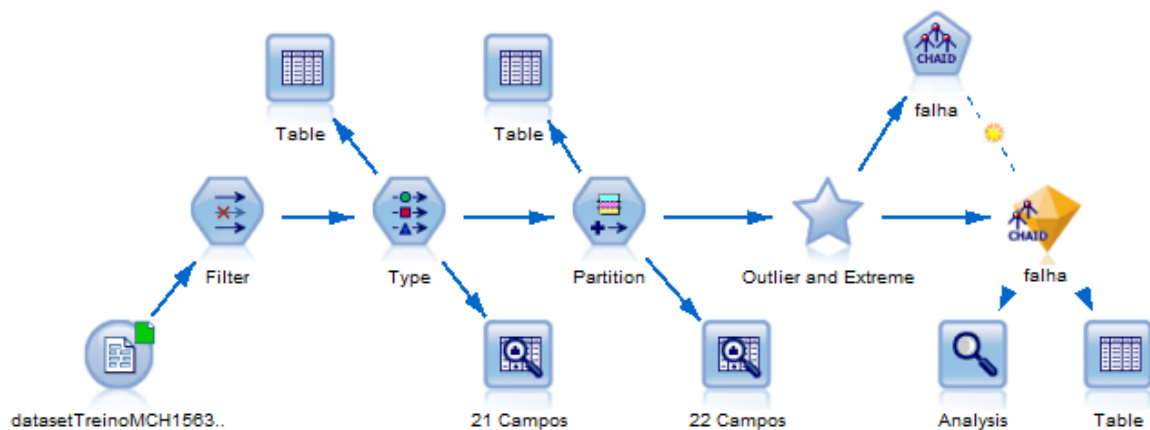 CHAID
falha
Table
Table
CHAID
falha
Filter
Type
Partition
Outlier and Extreme
datasetTreinoMCH1563..
21 Campos
22 Campos
Analysis
Table